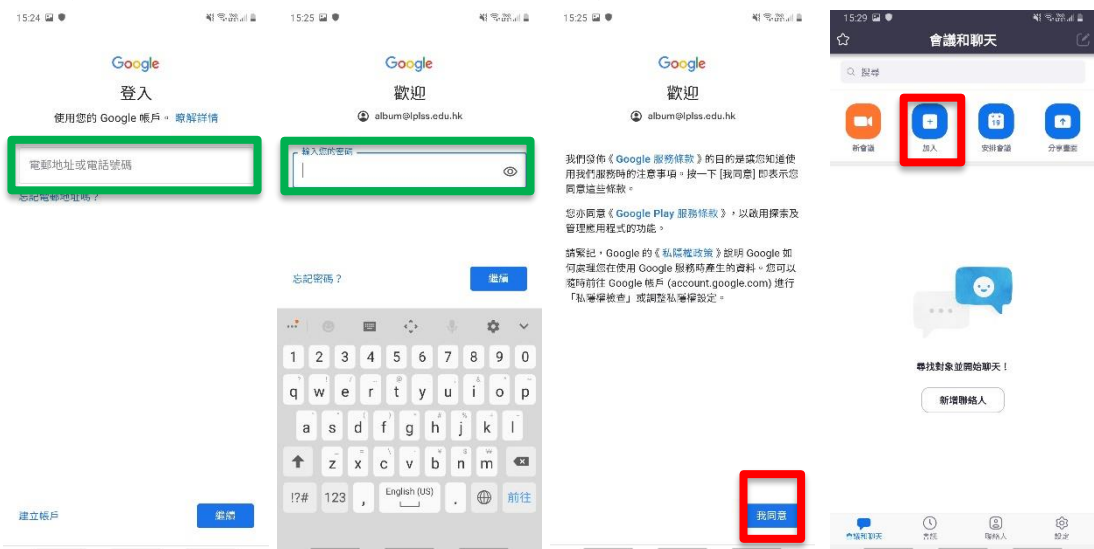 15:24
Google
登入
使用您的 Google 帳戶。 瞭解詳情
電郵地址或電話號碼
忘記電郵地址嗎？
建立帳戶
繼續
15:25
Google
歡迎
album@lplss.edu.hk
輸入您的密碼
忘記密碼？
繼續
1 2 3 4 5 6 7 8 9 0
q w e r t y u i o p
a s d f g h j k l
z x c v b n m
!?# 123 , English (US) . 前往
15:25
Google
歡迎
album@lplss.edu.hk
我們發佈《 Google 服務條款 》的目的是讓您知道使
用我們服務時的注意事項。按一下 [我同意] 即表示您
同意這些條款。
您亦同意《 Google Play 服務條款 》，以啟用探索及
管理應用程式的功能。
請緊記，Google 的《 私隱權政策 》說明 Google 如
何處理您在使用 Google 服務時產生的資料。您可以
隨時前往 Google 帳戶 (account.google.com) 進行
「私隱權檢查」或調整私隱權設定。
我同意
15:29
會議和聊天
搜尋
新會議 加入 安排會議 分享畫面
19
尋找對象並開始聊天！
新增聯絡人
會議和聊天 會議 聯絡人 設定